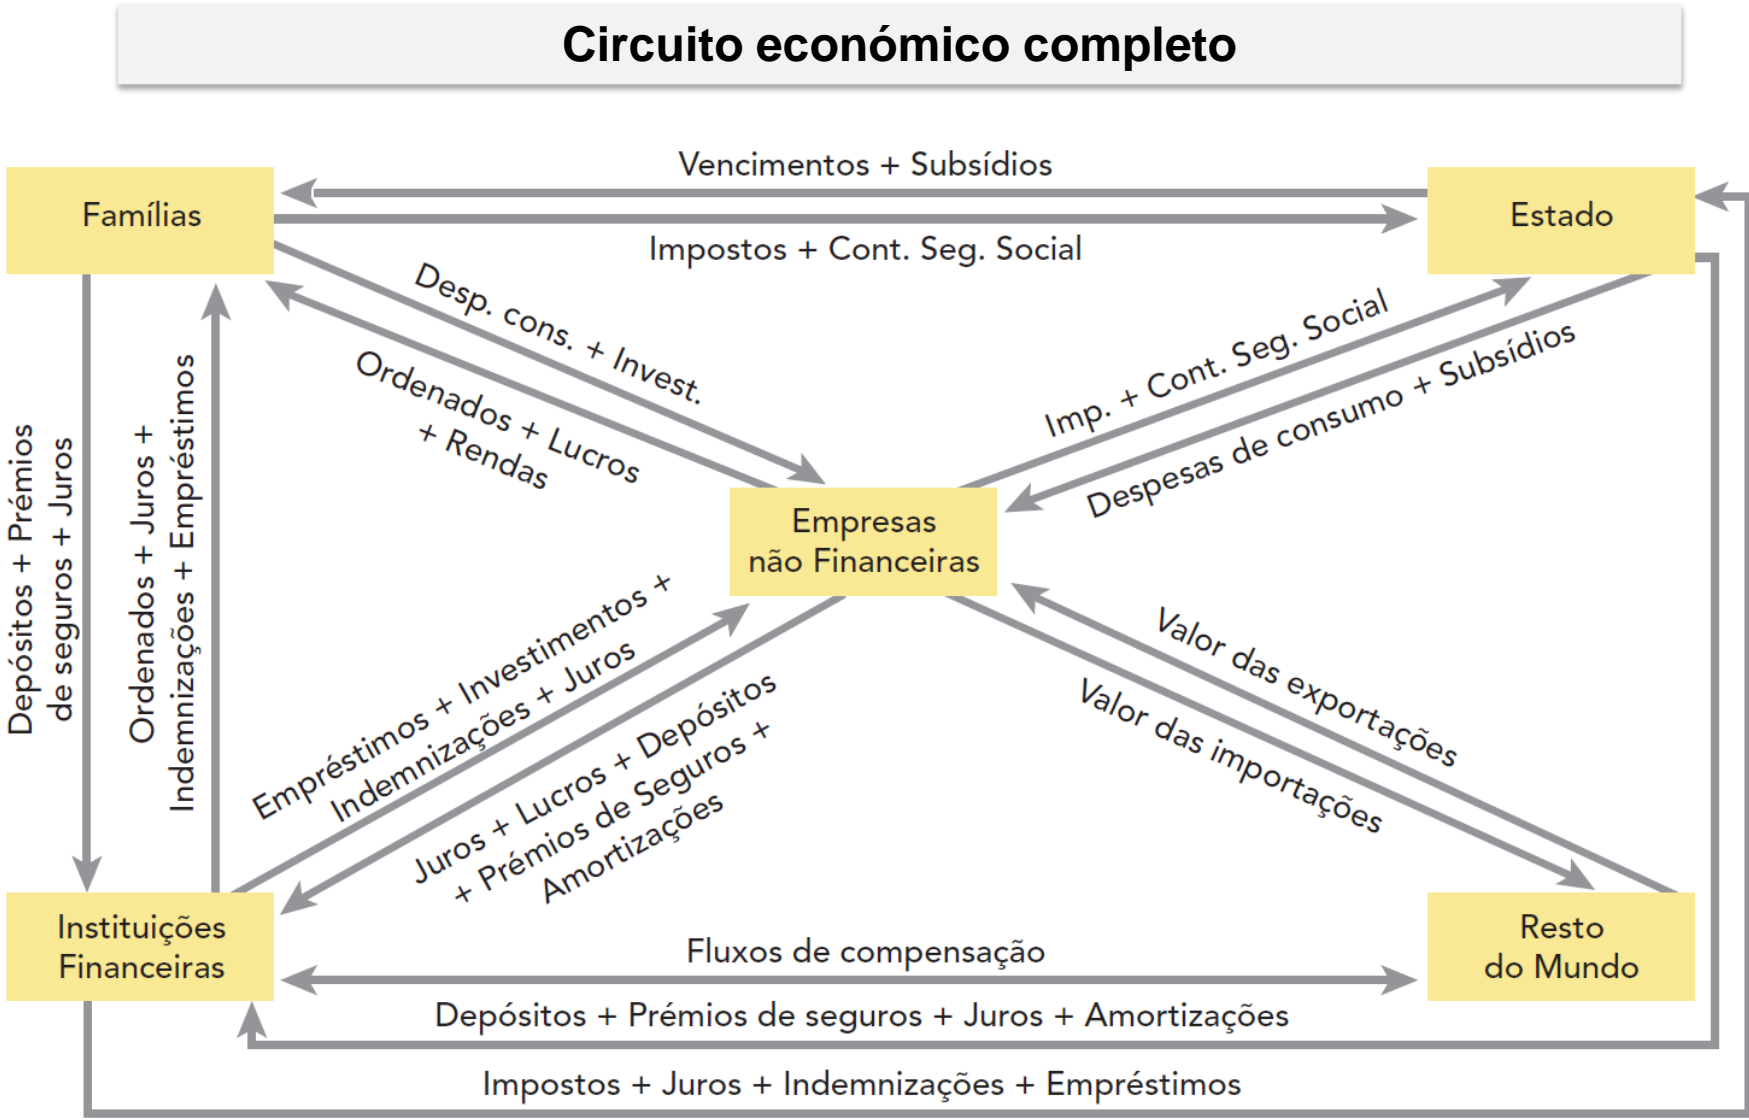 Circuito económico completo
Vencimentos + Subsídios
Famílias
Estado
Impostos + Cont. Seg. Social
Desp. cons. + Invest.
Ordenados + Lucros
+ Rendas
Imp. + Cont. Seg. Social
Despesas de consumo + Subsídios
Depósitos + Prémios
de seguros + Juros
Ordenados + Juros +
Indemnizações + Empréstimos
Empresas
não Financeiras
Empréstimos + Investimentos +
Indemnizações + Juros
Juros + Lucros + Depósitos
+ Prémios de Seguros +
Amortizações
Valor das exportações
Valor das importações
Instituições
Financeiras
Resto
do Mundo
Fluxos de compensação
Depósitos + Prémios de seguros + Juros + Amortizações
Impostos + Juros + Indemnizações + Empréstimos